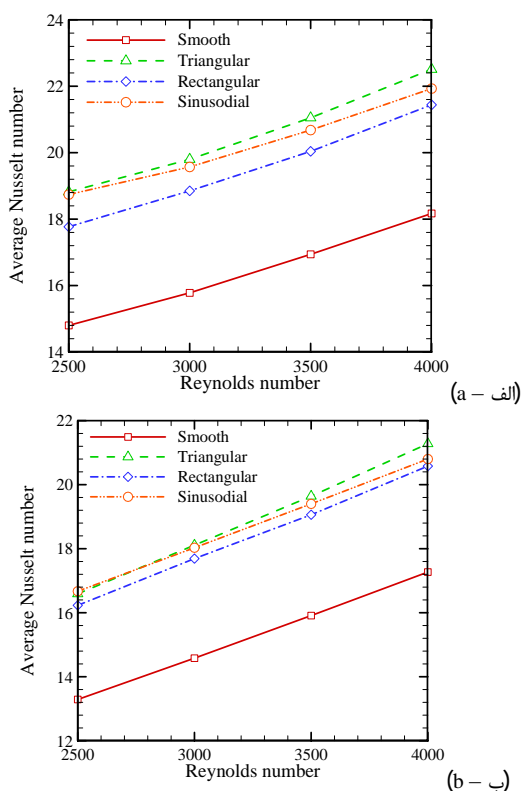 24
22
20
18
16
14
Average Nusselt number
Smooth
Triangular
Rectangular
Sinusodial
2500 3000 3500 4000
Reynolds number
(a – الف
22
20
18
16
14
12
Average Nusselt number
Smooth
Triangular
Rectangular
Sinusodial
2500 3000 3500 4000
Reynolds number
(b – ب